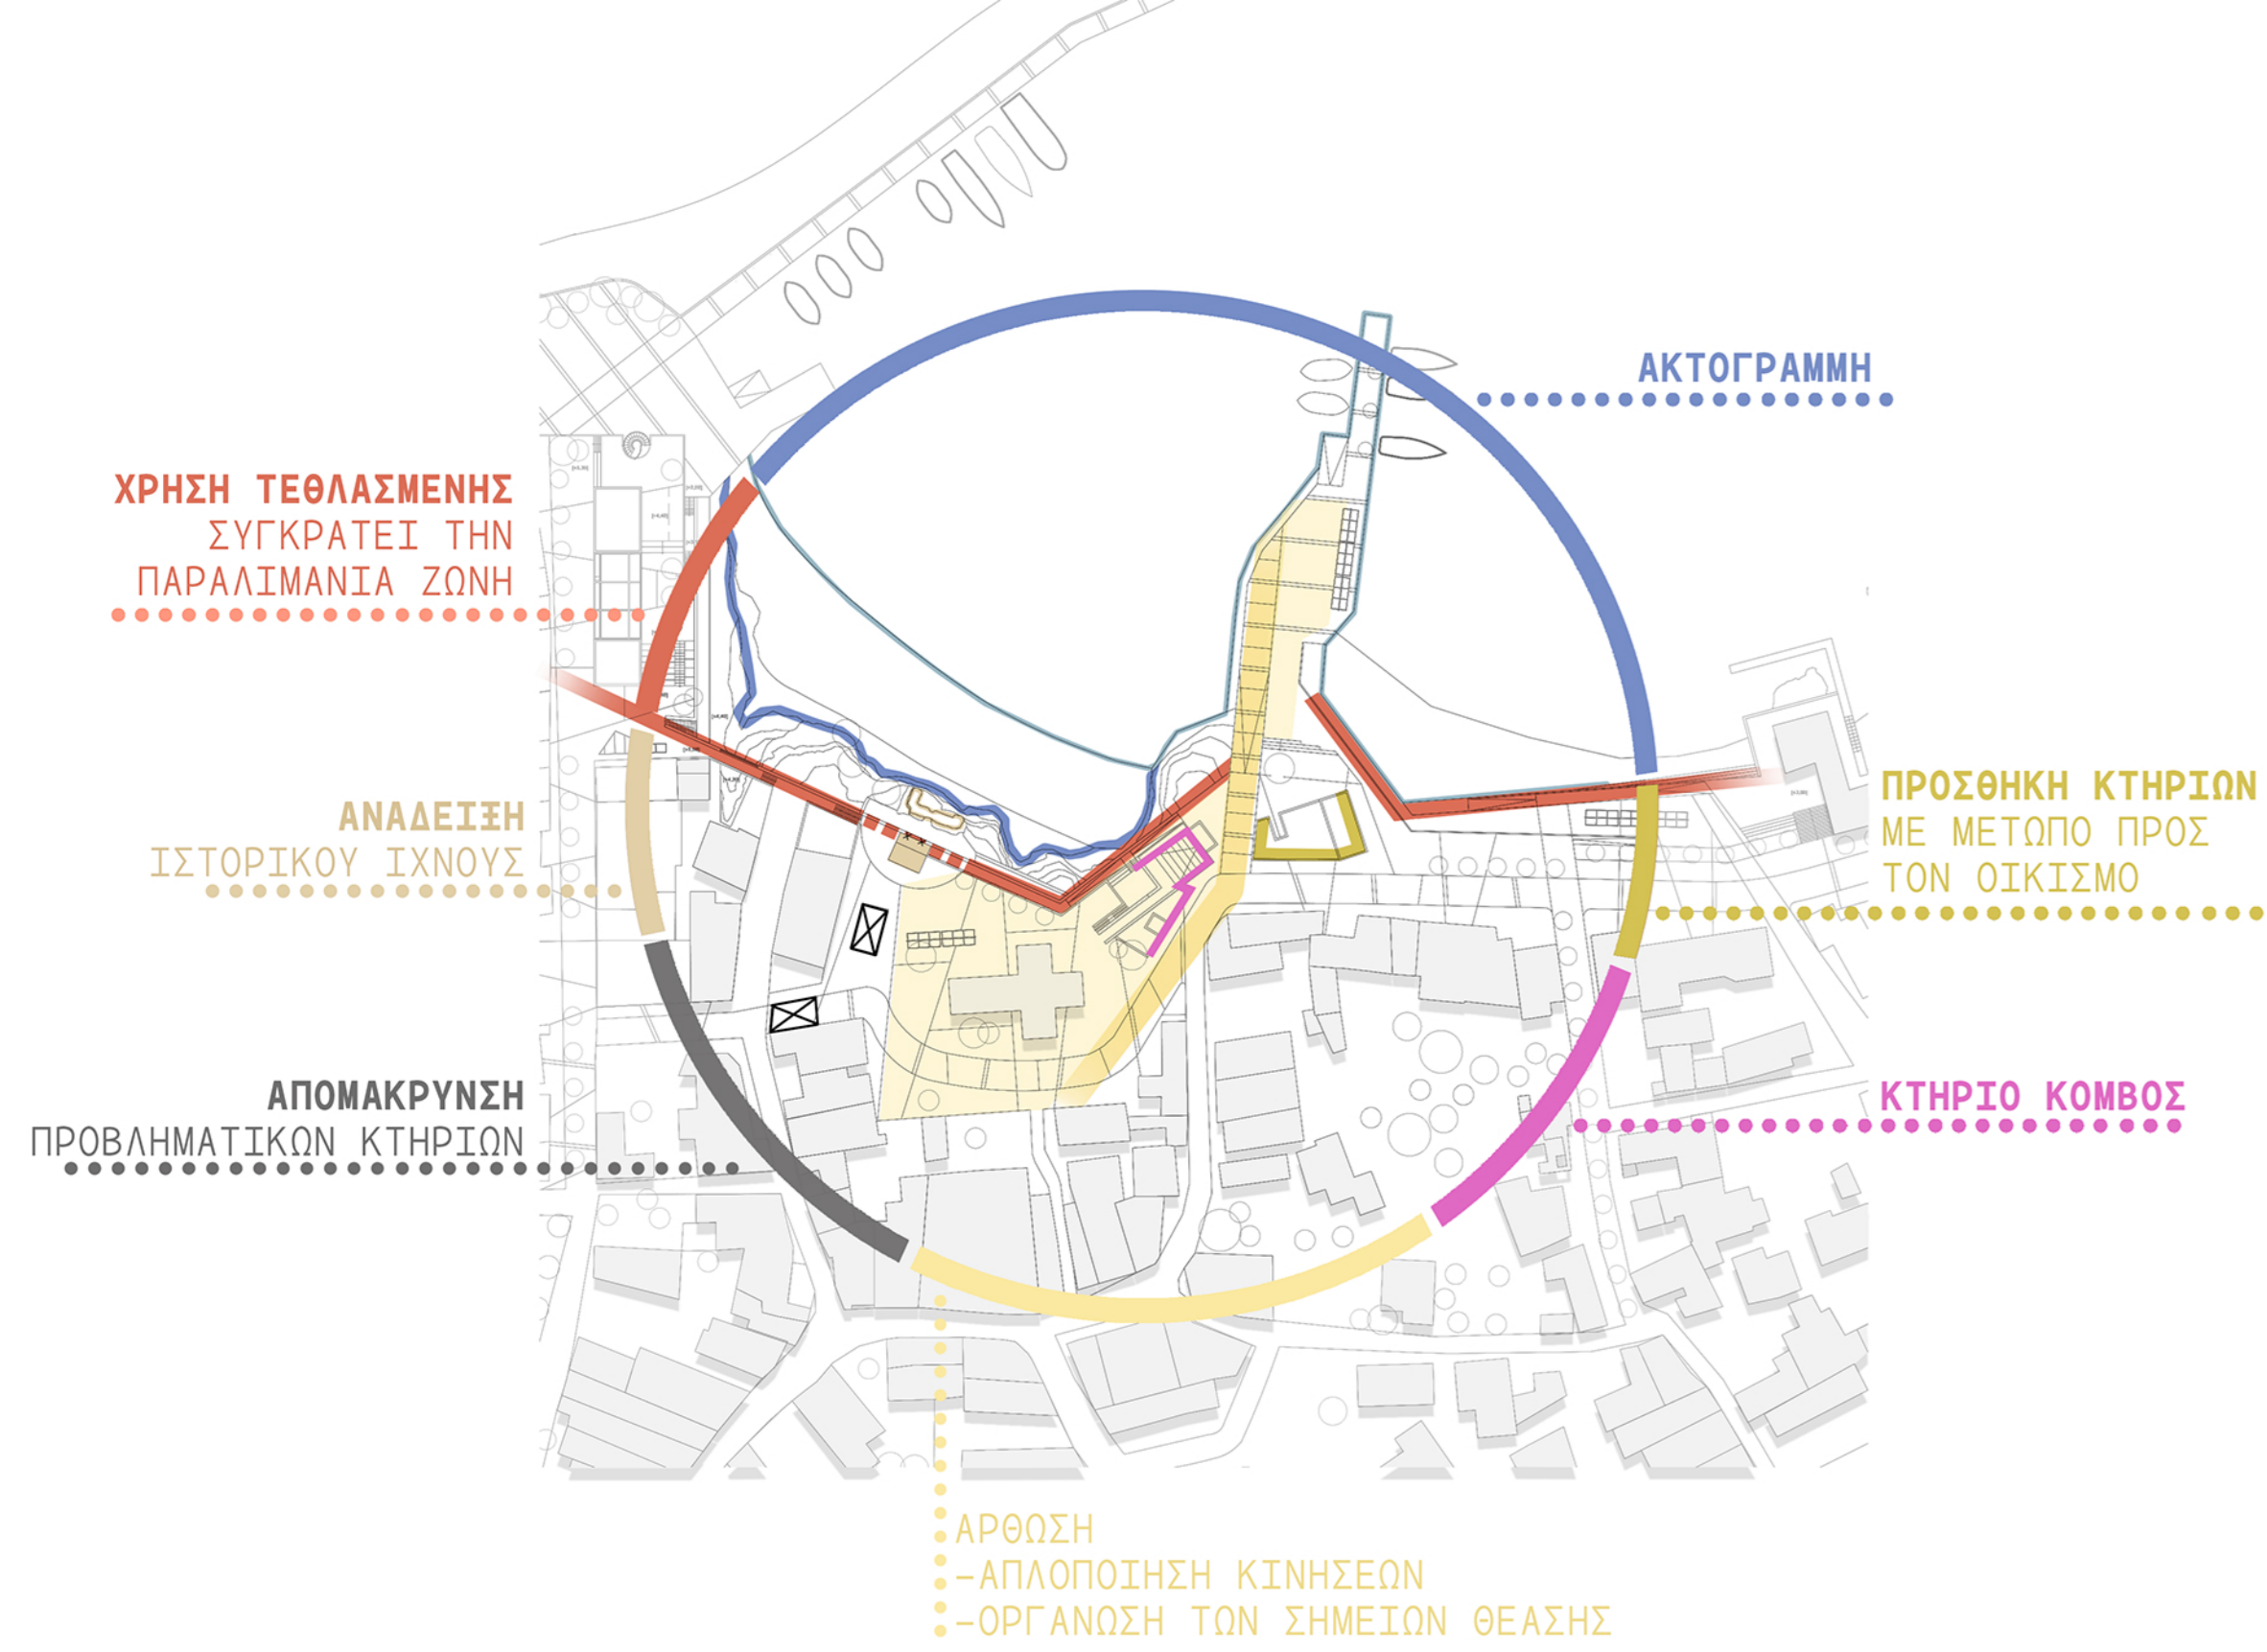 ΑΚΤΟΓΡΑΜΜΗ
ΧΡΗΣΗ ΤΕΘΛΑΣΜΕΝΗΣ
ΣΥΓΚΡΑΤΕΙ ΤΗΝ
ΠΑΡΑΛΙΜΑΝΙΑ ΖΩΝΗ
ΠΡΟΣΘΗΚΗ ΚΤΗΡΙΩΝ
ΜΕ ΜΕΤΩΠΟ ΠΡΟΣ
ΤΟΝ ΟΙΚΙΣΜΟ
ΑΝΑΔΕΙΞΗ
ΙΣΤΟΡΙΚΟΥ ΙΧΝΟΥΣ
ΑΠΟΜΑΚΡΥΝΣΗ
ΠΡΟΒΛΗΜΑΤΙΚΩΝ ΚΤΗΡΙΩΝ
ΚΤΗΡΙΟ ΚΟΜΒΟΣ
ΑΡΘΩΣΗ
-ΑΠΛΟΠΟΙΗΣΗ ΚΙΝΗΣΕΩΝ
-ΟΡΓΑΝΩΣΗ ΤΩΝ ΣΗΜΕΙΩΝ ΘΕΑΣΗΣ